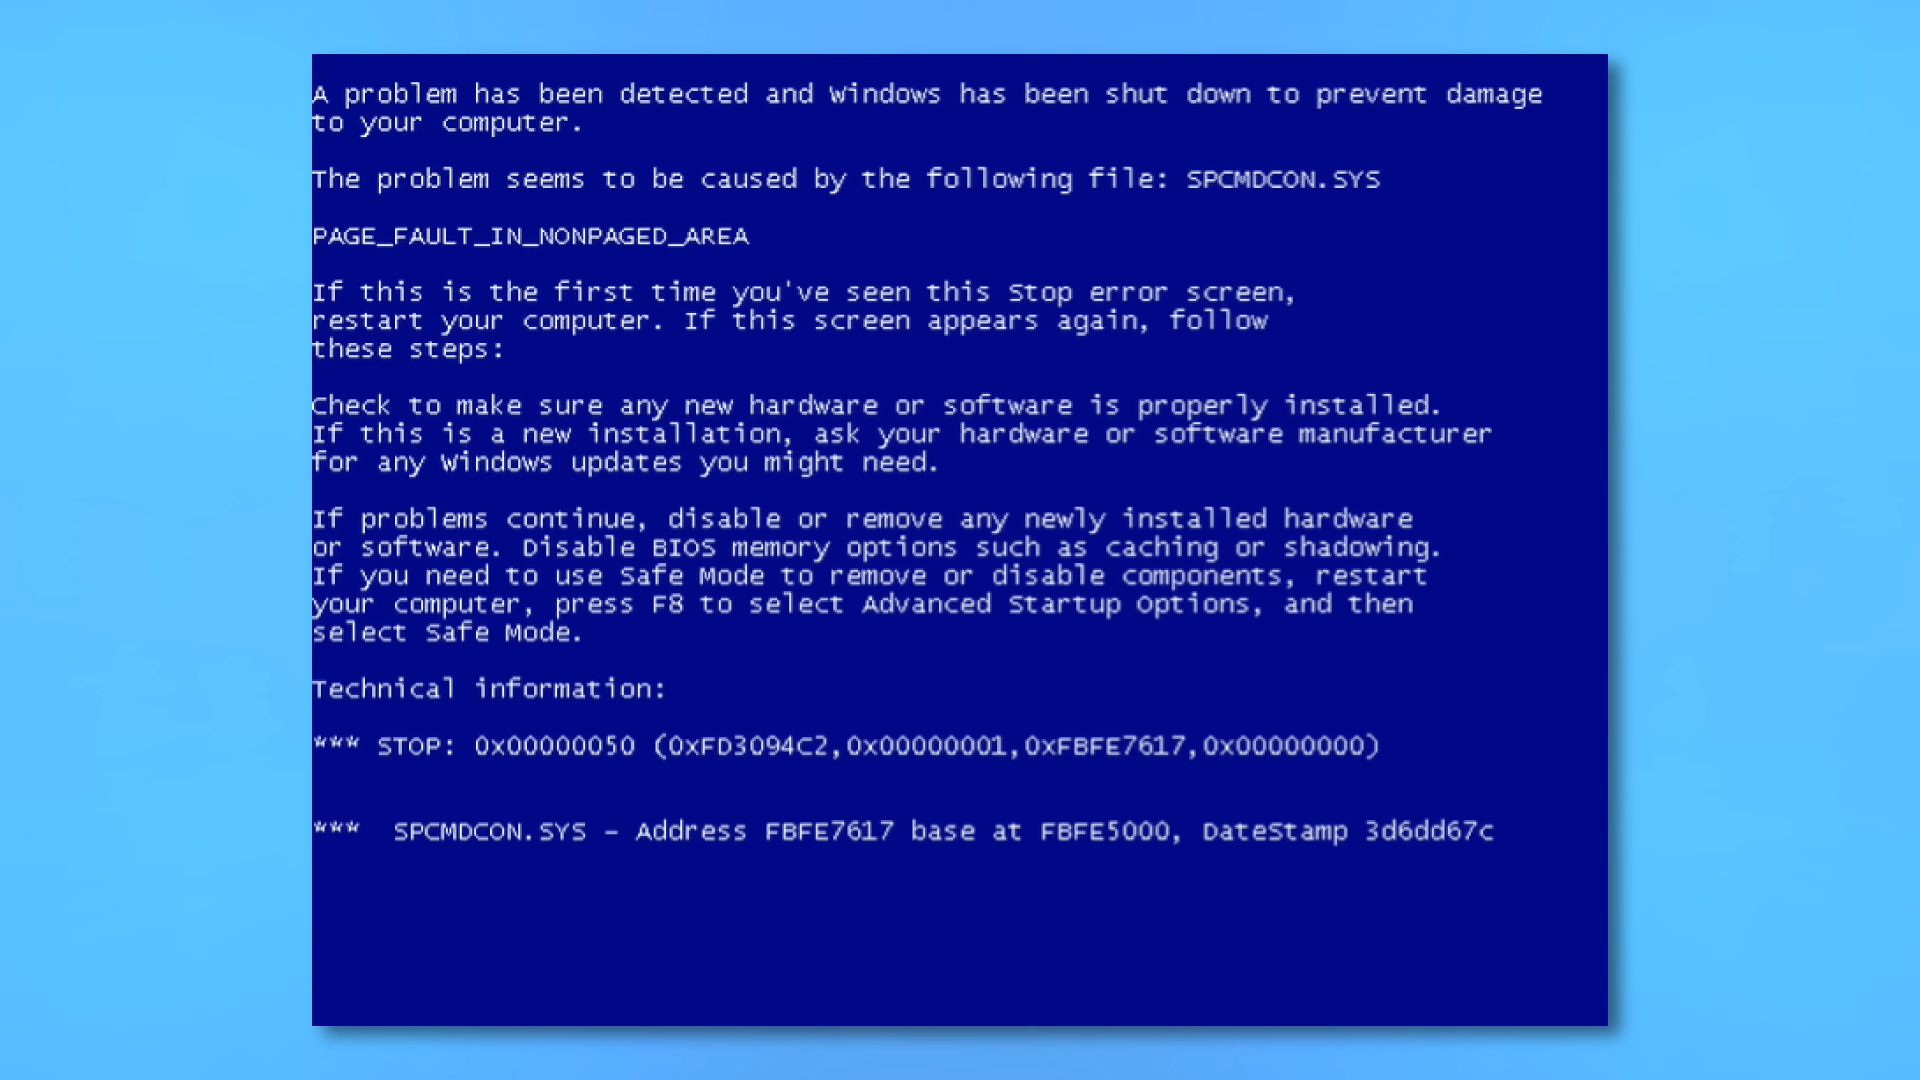 A problem has been detected and Windows has been shut down to prevent damage
to your computer.
The problem seems to be caused by the following file: SPCMDCON.SYS
PAGE_FAULT_IN_NONPAGED_AREA
If this is the first time you've seen this Stop error screen,
restart your computer. If this screen appears again, follow
these steps:
Check to make sure any new hardware or software is properly installed.
If this is a new installation, ask your hardware or software manufacturer
for any Windows updates you might need.
If problems continue, disable or remove any newly installed hardware
or software. Disable BIOS memory options such as caching or shadowing.
If you need to use Safe Mode to remove or disable components, restart
your computer, press F8 to select Advanced Startup Options, and then
select Safe Mode.
Technical information:
*** STOP: 0x00000050 (0xFD3094C2,0x00000001,0xFBFE7617,0x00000000)
***  SPCMDCON.SYS – Address FBFE7617 base at FBFE5000, DateStamp 3d6dd67c